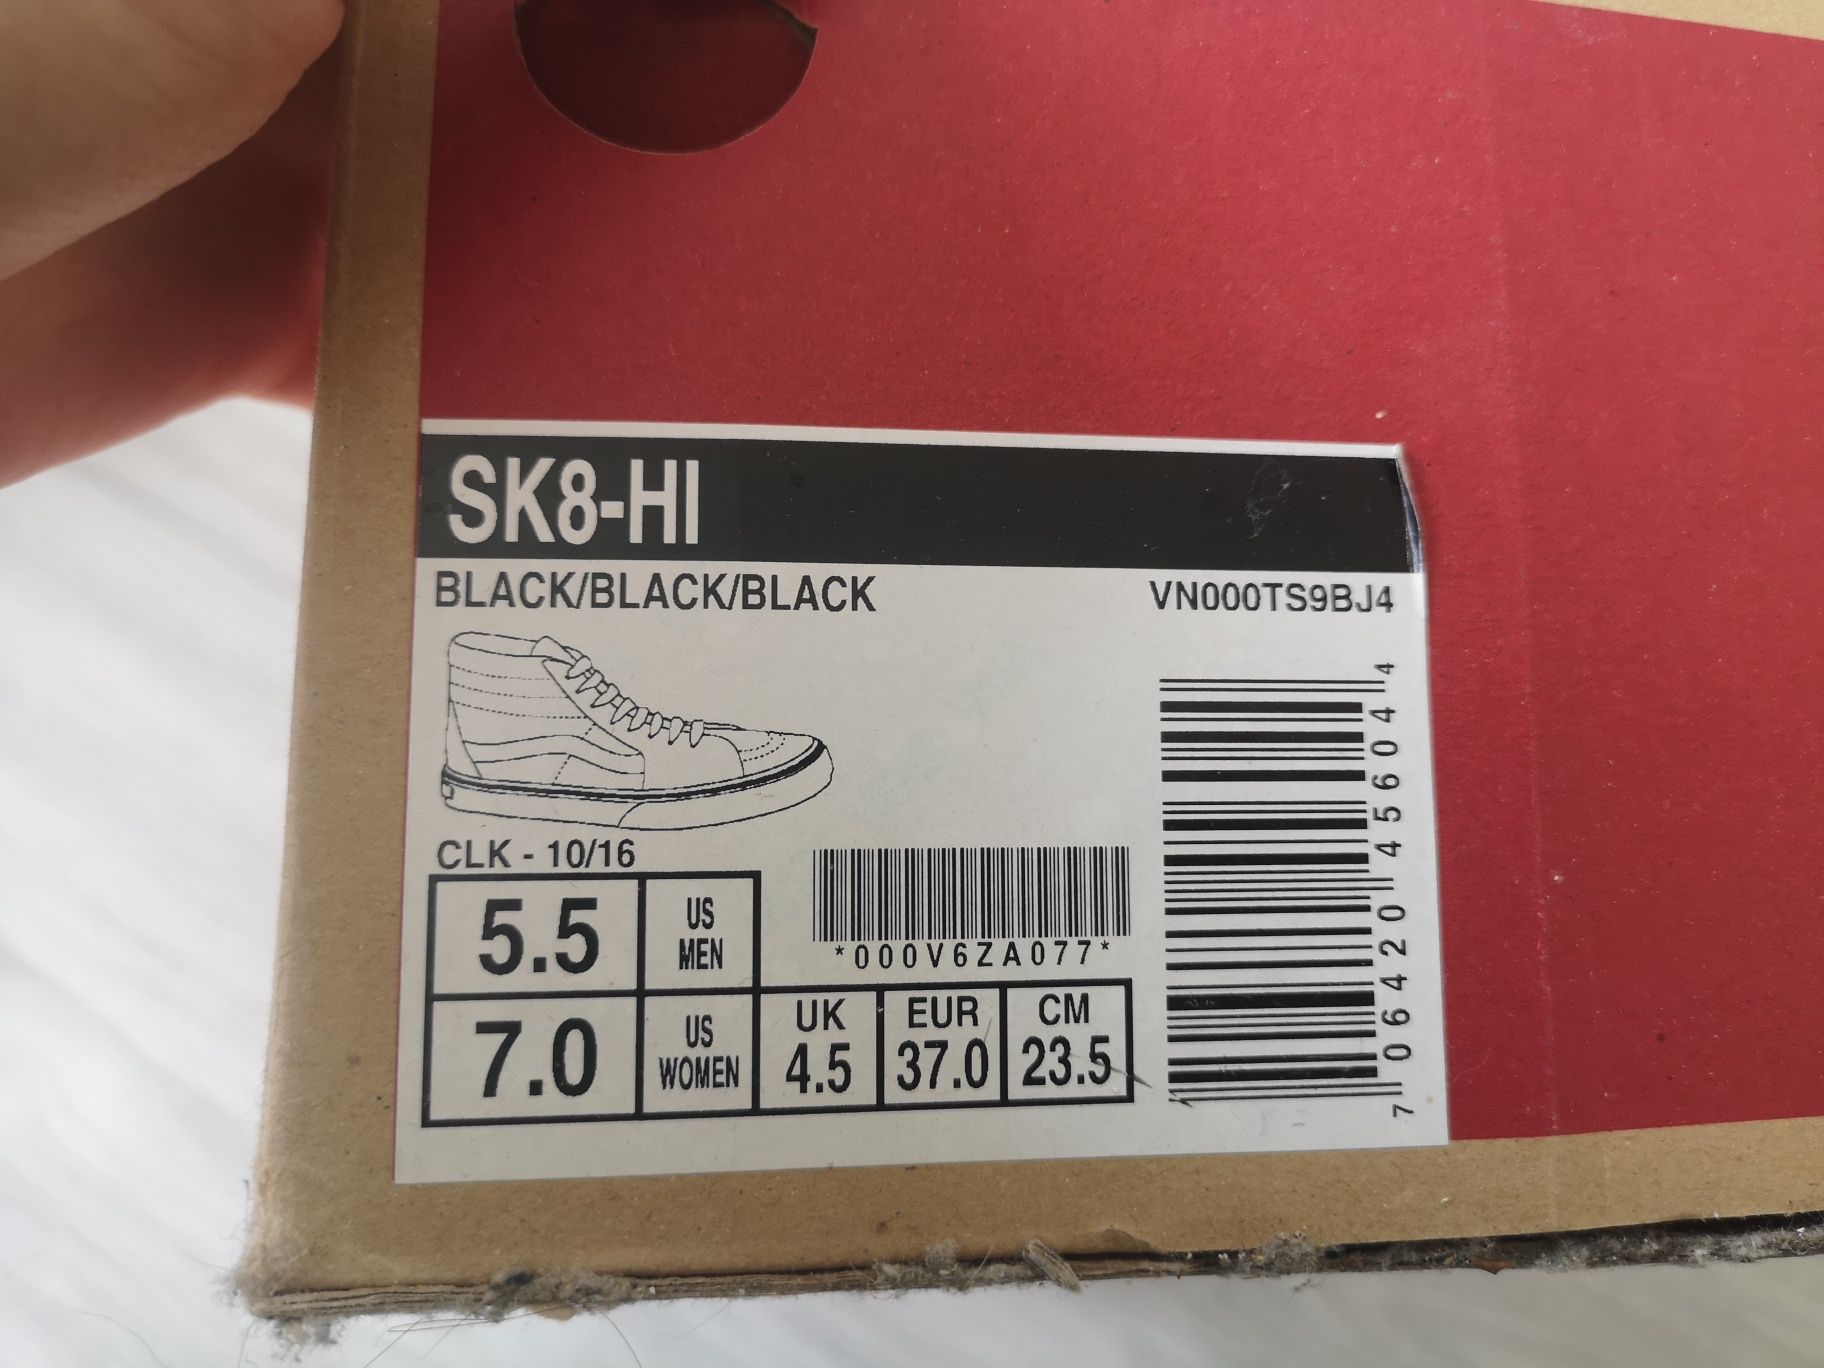 SK8-HI
BLACK/BLACK/BLACK
VN000TS9BJ4
CLK - 10/16
5.5 US MEN
*000V6ZA077*
7.0 US WOMEN
UK 4.5
EUR 37.0
CM 23.5
7 06420 45604 4